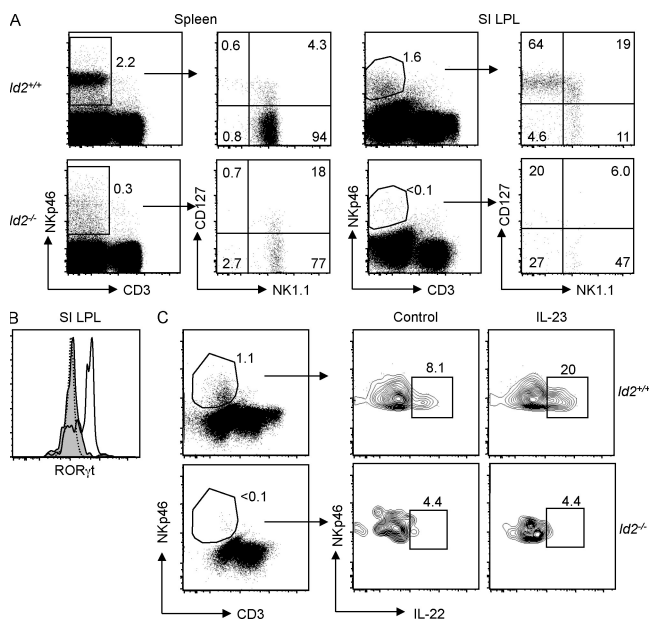 A
Spleen
SI LPL
Id2+/+
2.2
0.6
4.3
0.8
94
1.6
64
19
4.6
11
Id2-/-
0.3
0.7
18
2.7
77
<0.1
20
6.0
27
47
NKp46
CD3
CD127
NK1.1
NKp46
CD3
CD127
NK1.1
B
SI LPL
RORγt
C
Control
IL-23
1.1
8.1
20
Id2+/+
<0.1
4.4
4.4
Id2-/-
NKp46
CD3
NKp46
IL-22